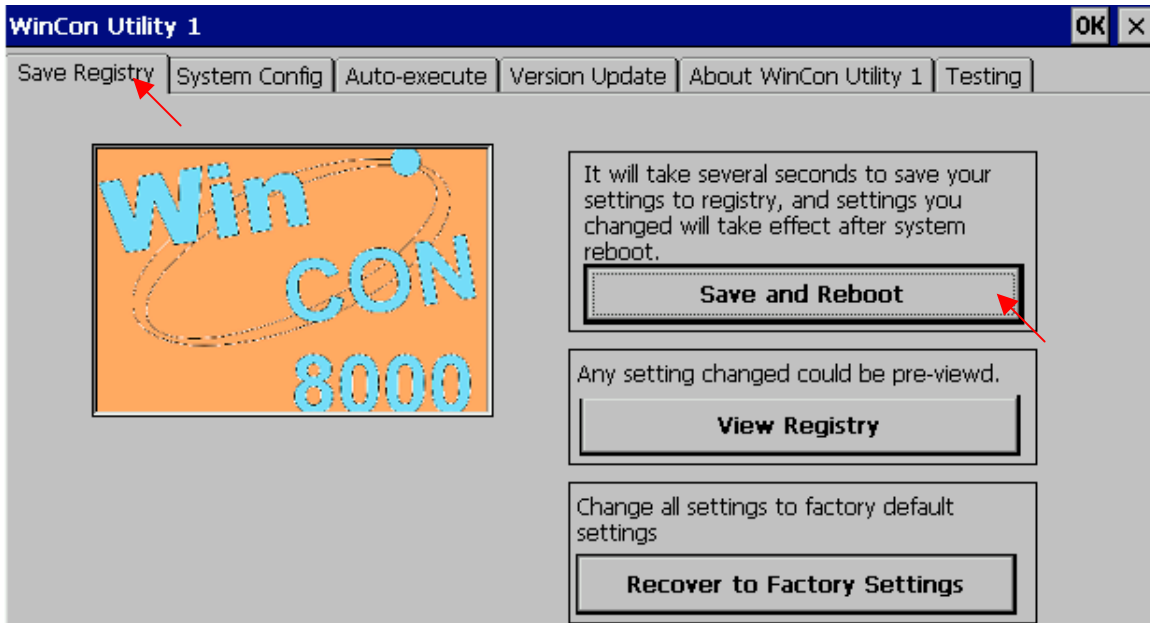 WinCon Utility 1 OK ×
Save Registry System Config Auto-execute Version Update About WinCon Utility 1 Testing
Win
CON
8000
It will take several seconds to save your
settings to registry, and settings you
changed will take effect after system
reboot.
Save and Reboot
Any setting changed could be pre-viewd.
View Registry
Change all settings to factory default
settings
Recover to Factory Settings